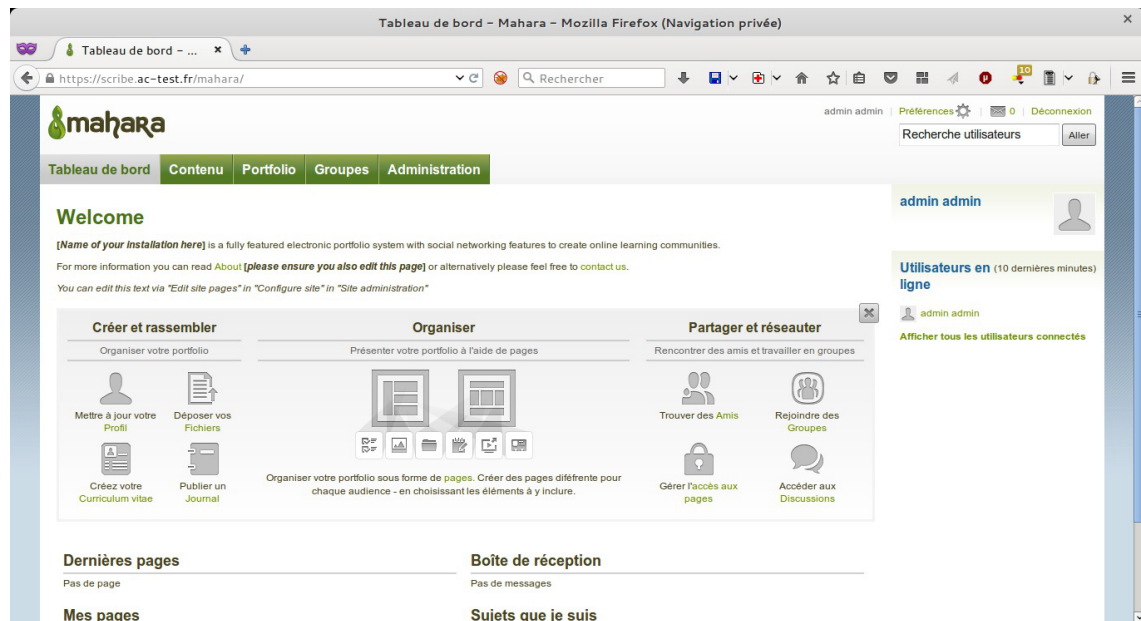 Tableau de bord – Mahara – Mozilla Firefox (Navigation privée)
Tableau de bord – ...
https://scribe.ac-test.fr/mahara/
Rechercher
10
mahara
admin admin
Préférences
0
Déconnexion
Recherche utilisateurs
Aller
Tableau de bord Contenu Portfolio Groupes Administration
Welcome
[Name of your installation here] is a fully featured electronic portfolio system with social networking features to create online learning communities.
For more information you can read About [please ensure you also edit this page] or alternatively please feel free to contact us.
You can edit this text via "Edit site pages" in "Configure site" in "Site administration"
admin admin
Utilisateurs en (10 dernières minutes)
ligne
admin admin
Afficher tous les utilisateurs connectés
Créer et rassembler
Organiser votre portfolio
Mettre à jour votre
Profil
Déposer vos
Fichiers
Créez votre
Curriculum vitae
Publier un
Journal
Organiser
Présenter votre portfolio à l'aide de pages
Organiser votre portfolio sous forme de pages. Créer des pages diféfrente pour
chaque audience - en choisissant les éléments à y inclure.
Partager et réseauter
Rencontrer des amis et travailler en groupes
Trouver des Amis
Rejoindre des
Groupes
Gérer l'accès aux
pages
Accéder aux
Discussions
Dernières pages
Pas de page
Boîte de réception
Pas de messages
Mes pages
Sujets que je suis